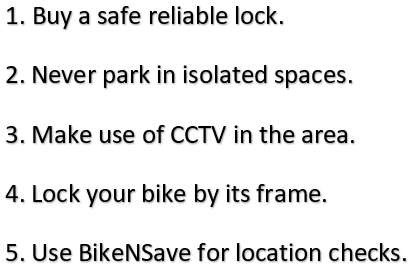 1. Buy a safe reliable lock.
2. Never park in isolated spaces.
3. Make use of CCTV in the area.
4. Lock your bike by its frame.
5. Use BikeNSave for location checks.